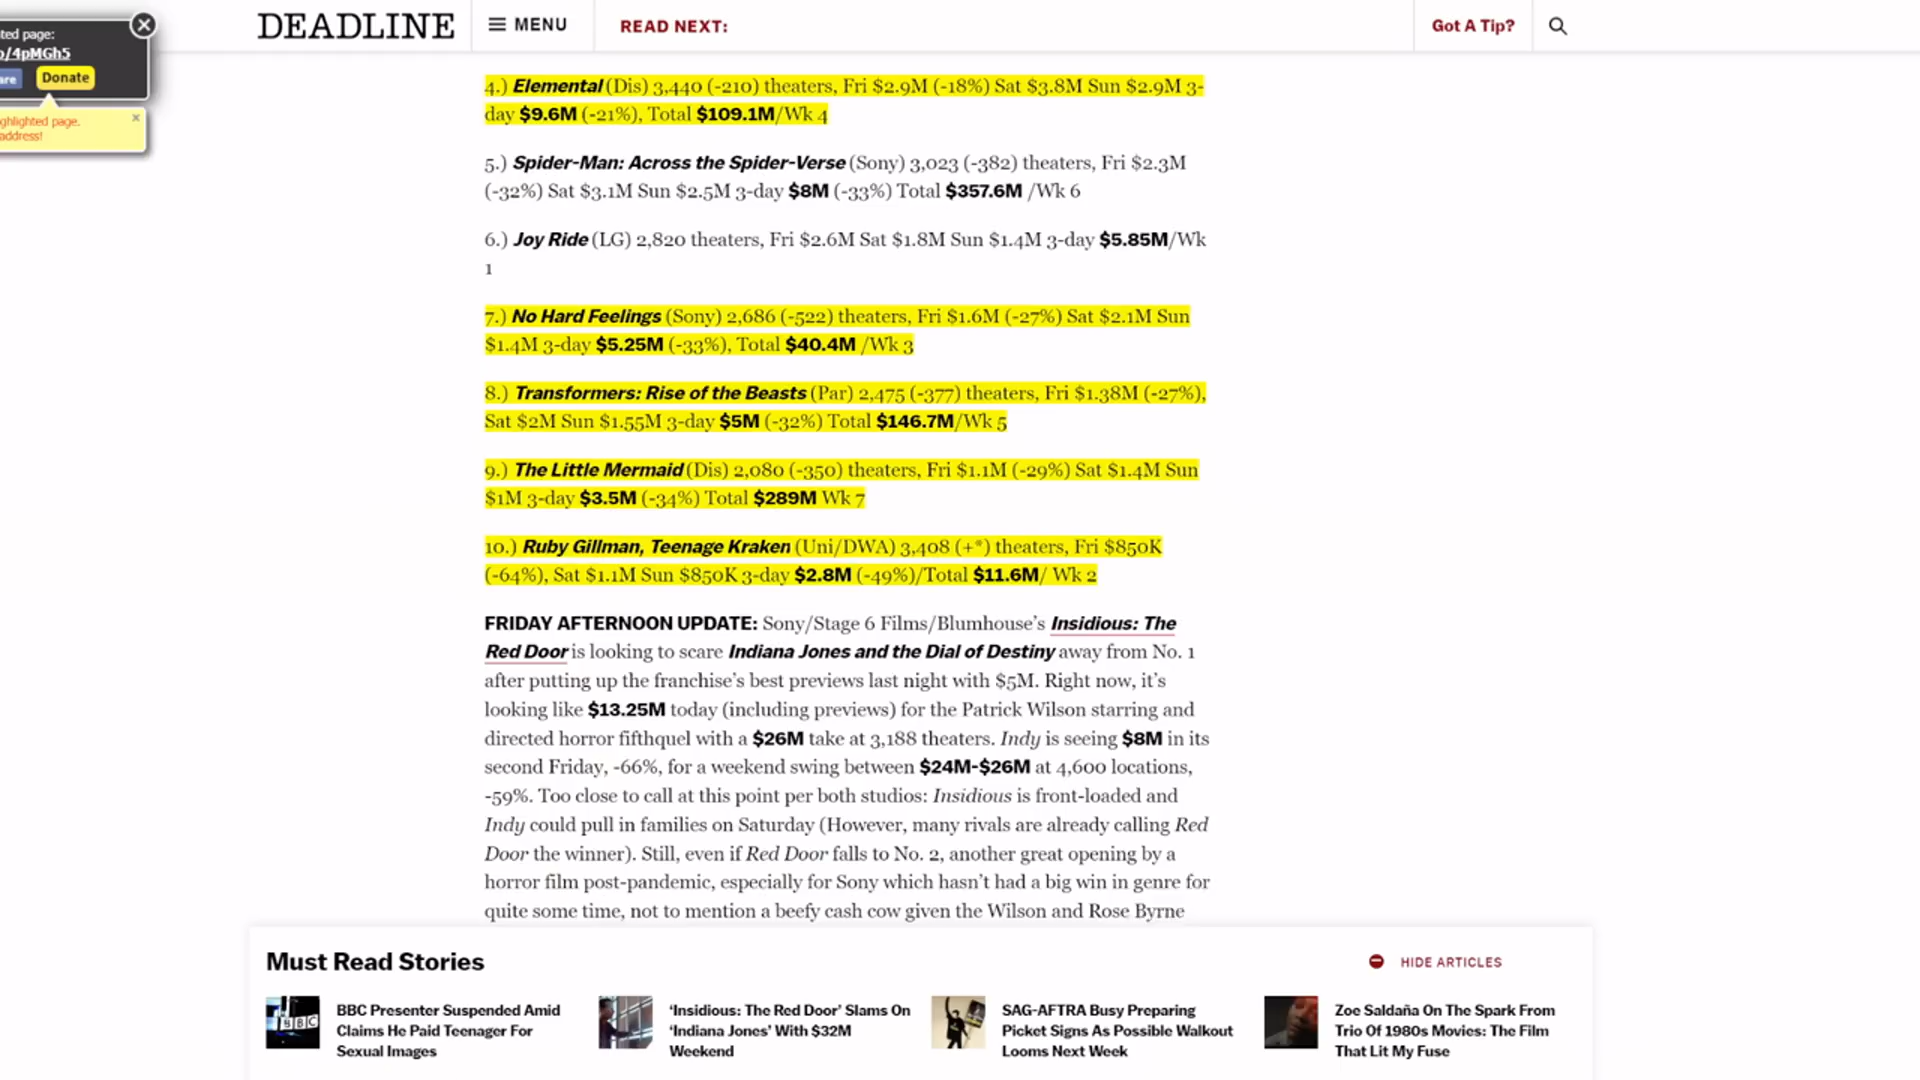 DEADLINE
MENU
READ NEXT:
Got A Tip?
ted page:
o/4pMGh5
are
Donate
ghlighted page.
address!
4.) Elemental (Dis) 3,440 (-210) theaters, Fri $2.9M (-18%) Sat $3.8M Sun $2.9M 3-
day $9.6M (-21%), Total $109.1M/Wk 4
5.) Spider-Man: Across the Spider-Verse (Sony) 3,023 (-382) theaters, Fri $2.3M
(-32%) Sat $3.1M Sun $2.5M 3-day $8M (-33%) Total $357.6M /Wk 6
6.) Joy Ride (LG) 2,820 theaters, Fri $2.6M Sat $1.8M Sun $1.4M 3-day $5.85M/Wk
1
7.) No Hard Feelings (Sony) 2,686 (-522) theaters, Fri $1.6M (-27%) Sat $2.1M Sun
$1.4M 3-day $5.25M (-33%), Total $40.4M /Wk 3
8.) Transformers: Rise of the Beasts (Par) 2,475 (-377) theaters, Fri $1.38M (-27%),
Sat $2M Sun $1.55M 3-day $5M (-32%) Total $146.7M/Wk 5
9.) The Little Mermaid (Dis) 2,080 (-350) theaters, Fri $1.1M (-29%) Sat $1.4M Sun
$1M 3-day $3.5M (-34%) Total $289M Wk 7
10.) Ruby Gillman, Teenage Kraken (Uni/DWA) 3,408 (+*) theaters, Fri $850K
(-64%), Sat $1.1M Sun $850K 3-day $2.8M (-49%)/Total $11.6M/ Wk 2
FRIDAY AFTERNOON UPDATE: Sony/Stage 6 Films/Blumhouse’s Insidious: The
Red Door is looking to scare Indiana Jones and the Dial of Destiny away from No. 1
after putting up the franchise’s best previews last night with $5M. Right now, it’s
looking like $13.25M today (including previews) for the Patrick Wilson starring and
directed horror fifthquel with a $26M take at 3,188 theaters. Indy is seeing $8M in its
second Friday, -66%, for a weekend swing between $24M-$26M at 4,600 locations,
-59%. Too close to call at this point per both studios: Insidious is front-loaded and
Indy could pull in families on Saturday (However, many rivals are already calling Red
Door the winner). Still, even if Red Door falls to No. 2, another great opening by a
horror film post-pandemic, especially for Sony which hasn’t had a big win in genre for
quite some time, not to mention a beefy cash cow given the Wilson and Rose Byrne
Must Read Stories
HIDE ARTICLES
BBC
BBC Presenter Suspended Amid
Claims He Paid Teenager For
Sexual Images
‘Insidious: The Red Door’ Slams On
‘Indiana Jones’ With $32M
Weekend
SAG-AFTRA Busy Preparing
Picket Signs As Possible Walkout
Looms Next Week
Zoe Saldaña On The Spark From
Trio Of 1980s Movies: The Film
That Lit My Fuse